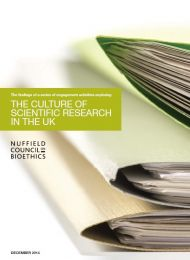 The findings of a series of engagement activities exploring
THE CULTURE OF
SCIENTIFIC RESEARCH
IN THE UK
NUFFIELD
COUNCIL ON
BIOETHICS
DECEMBER 2014